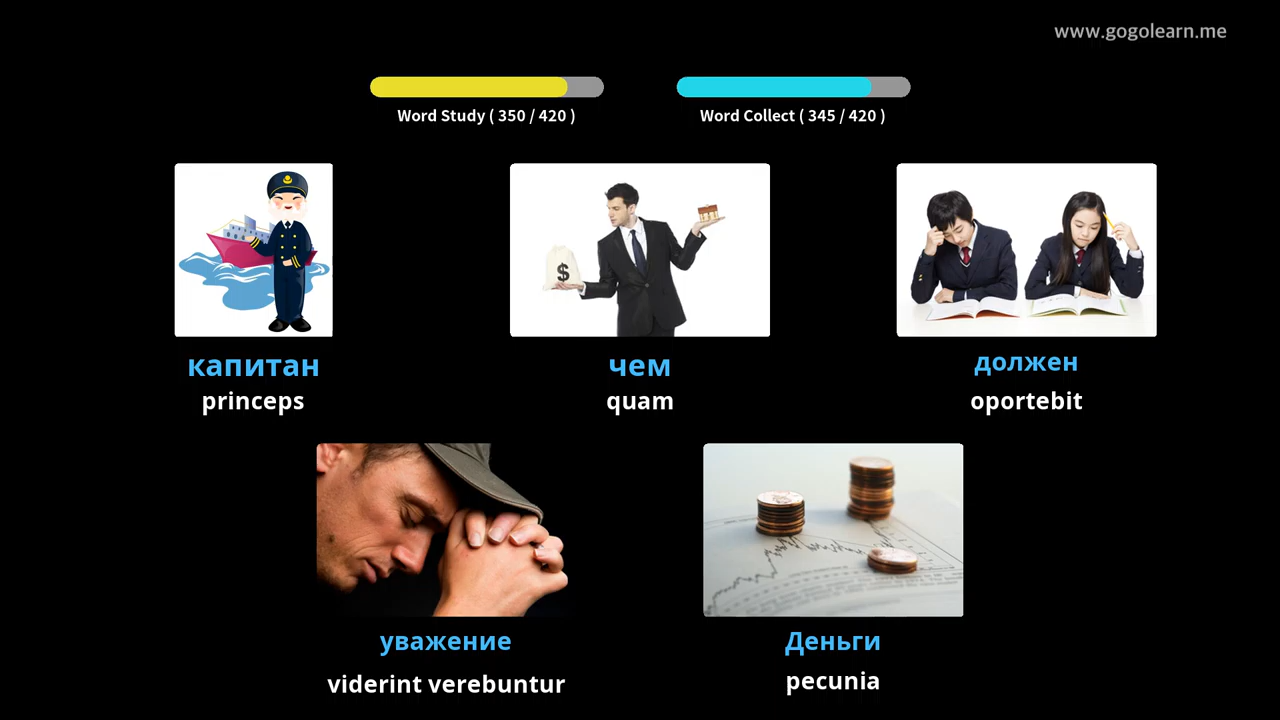 www.gogolearn.me
Word Study ( 350 / 420 )
Word Collect ( 345 / 420 )
$
капитан
princeps
чем
quam
должен
oportebit
уважение
viderint verebuntur
Деньги
pecunia